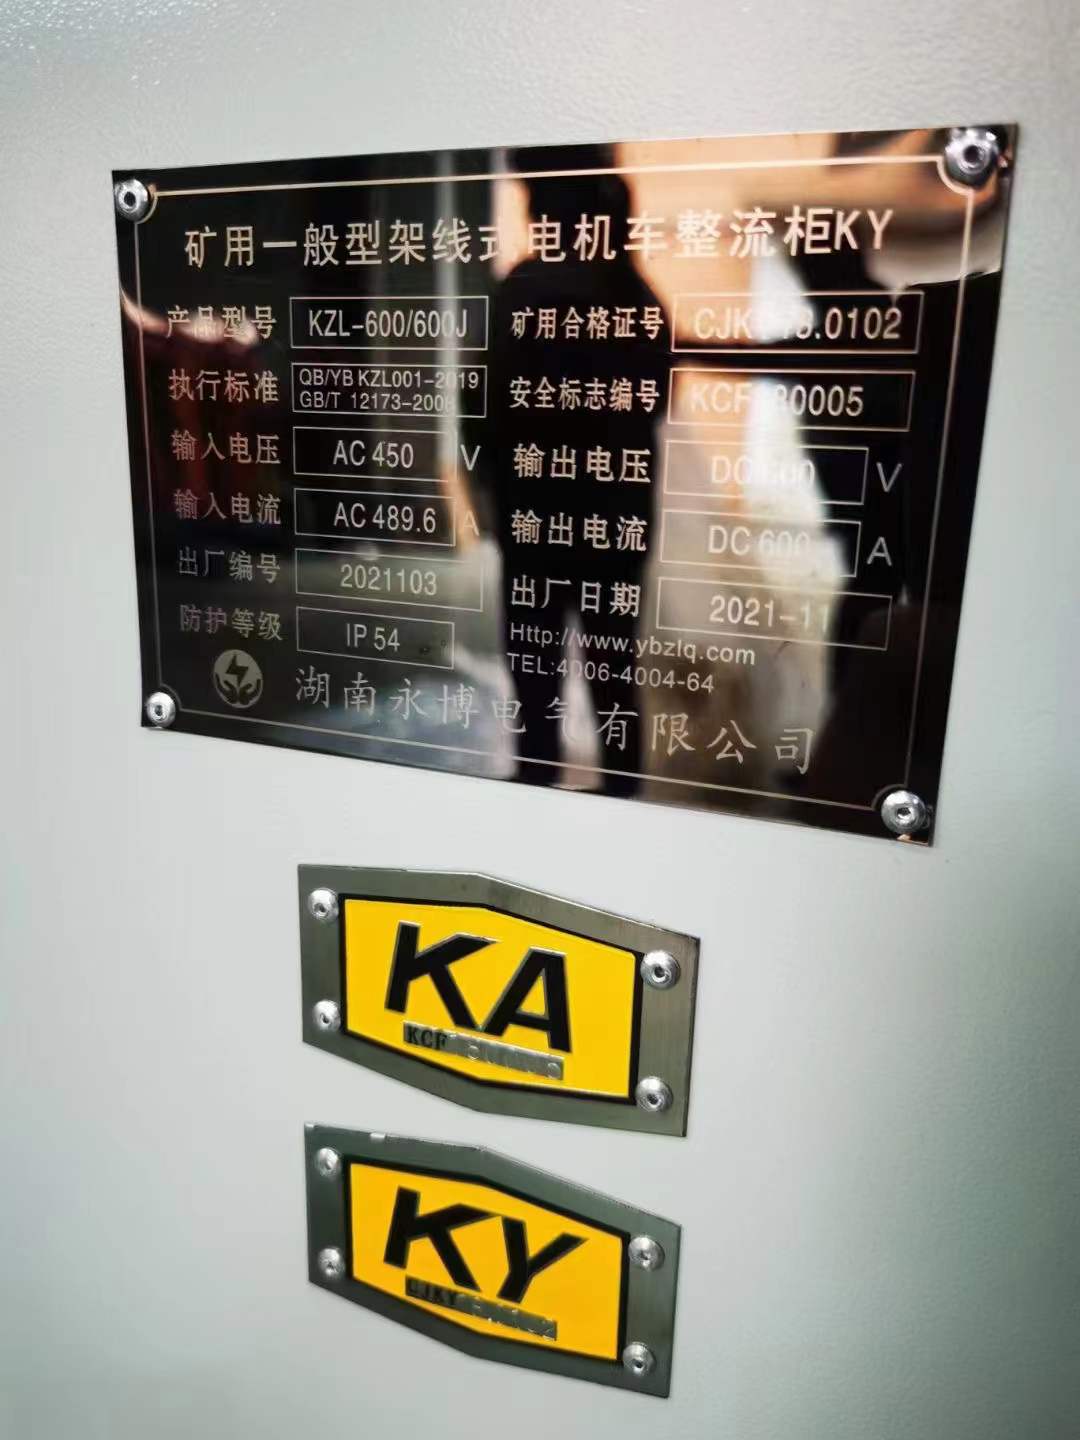 矿用一般型架线式电机车整流柜KY
产品型号 KZL-600/600J 矿用合格证号
执行标准 QB/YB KZL001-2019 GB/T 12173-2008 安全标志编号
输入电压 AC 450 V 输出电压 V
输入电流 AC 489.6 A 输出电流 DC 600 A
出厂编号 2021103 出厂日期 2021-11
防护等级 IP 54 Http://www.ybzlq.com
TEL:4006-4004-64
湖南永博电气有限公司
KA
KY